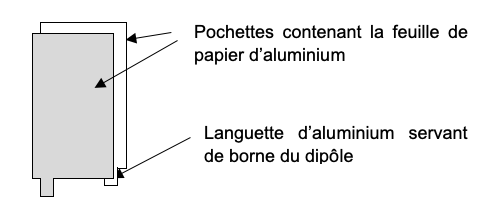 Pochettes contenant la feuille de
papier d’aluminium
Languette d’aluminium servant
de borne du dipôle